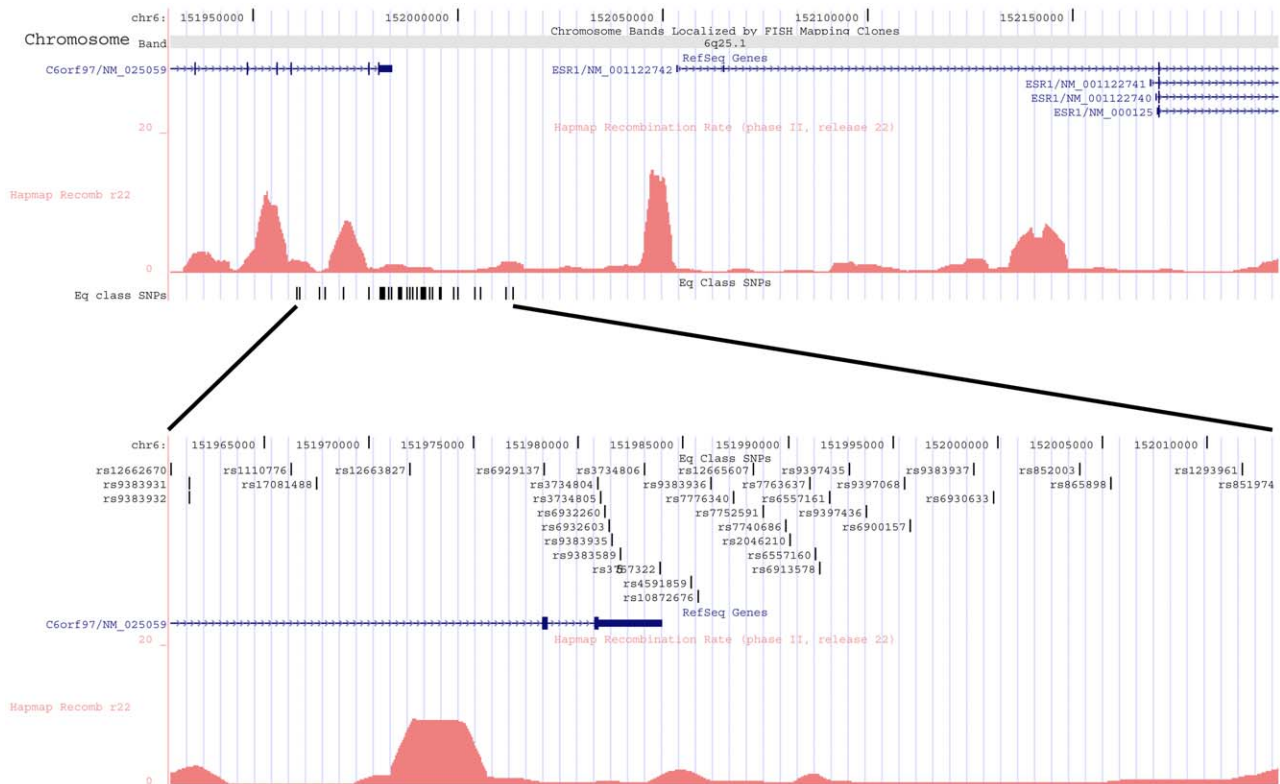 chr6: 151950000 152000000 152050000 152100000 152150000
Chromosome Bands Localized by FISH Mapping Clones
Chromosome Band 6q25.1
RefSeq Genes
C6orf97/NM_025059 ESR1/NM_001122742
ESR1/NM_001122741
ESR1/NM_001122740
ESR1/NM_000125
20 _ Hapmap Recombination Rate (phase II, release 22)
Hapmap Recomb r22
0
Eq Class SNPs
Eq class SNPs
chr6: 151965000 151970000 151975000 151980000 151985000 151990000 151995000 152000000 152005000 152010000
Eq Class SNPs
rs12662670 rs1110776 rs12663827 rs6929137 rs3734806 rs12665607 rs9397435 rs9383937 rs852003 rs1293961
rs9383931 rs17081488 rs3734804 rs9383936 rs7763637 rs9397068 rs865898 rs851974
rs9383932 rs3734805 rs7776340 rs6557161 rs6930633
rs6932260 rs7752591 rs9397436
rs6932603 rs7740686 rs6900157
rs9383935 rs2046210
rs9383589 rs6557160
rs3757322 rs6913578
rs4591859
rs10872676
RefSeq Genes
C6orf97/NM_025059
20 _ Hapmap Recombination Rate (phase II, release 22)
Hapmap Recomb r22
0